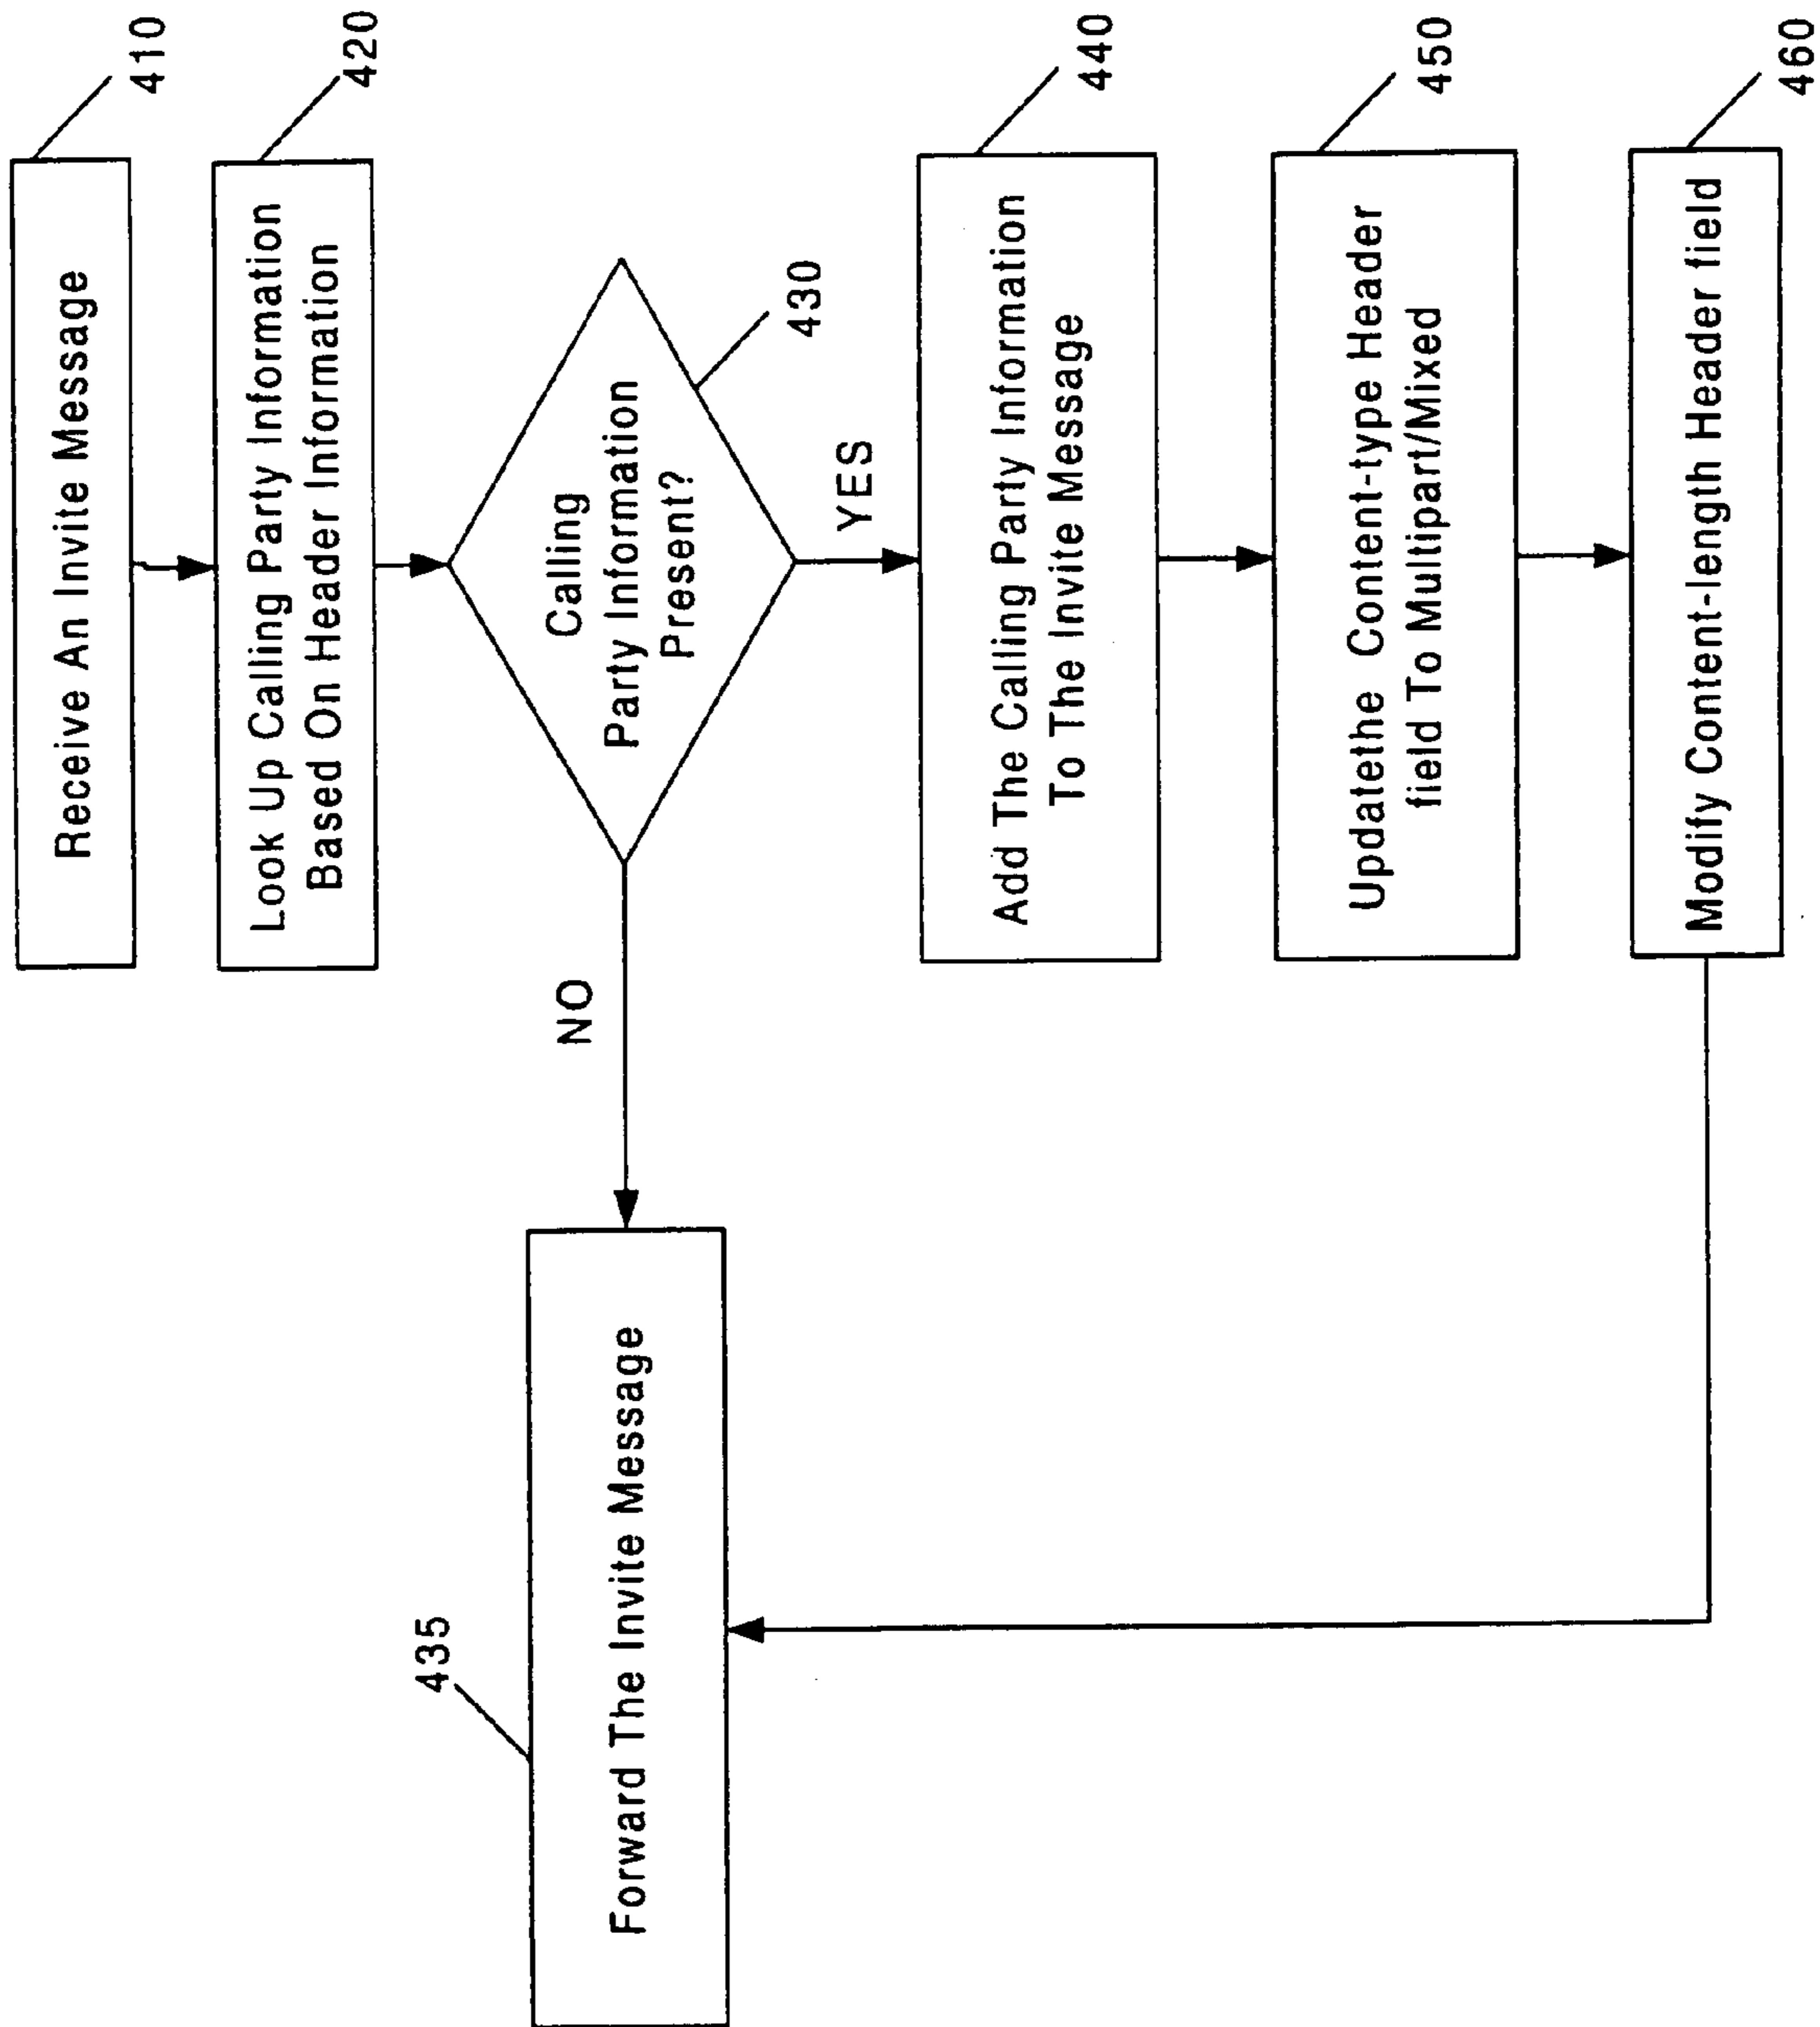 410
Receive An Invite Message
420
Look Up Calling Party Information
Based On Header Information
430
Calling
Party Information
Present?
NO
YES
435
Forward The Invite Message
440
Add The Calling Party Information
To The Invite Message
450
Updatethe Content-type Header
field To Multipart/Mixed
460
Modify Content-length Header field